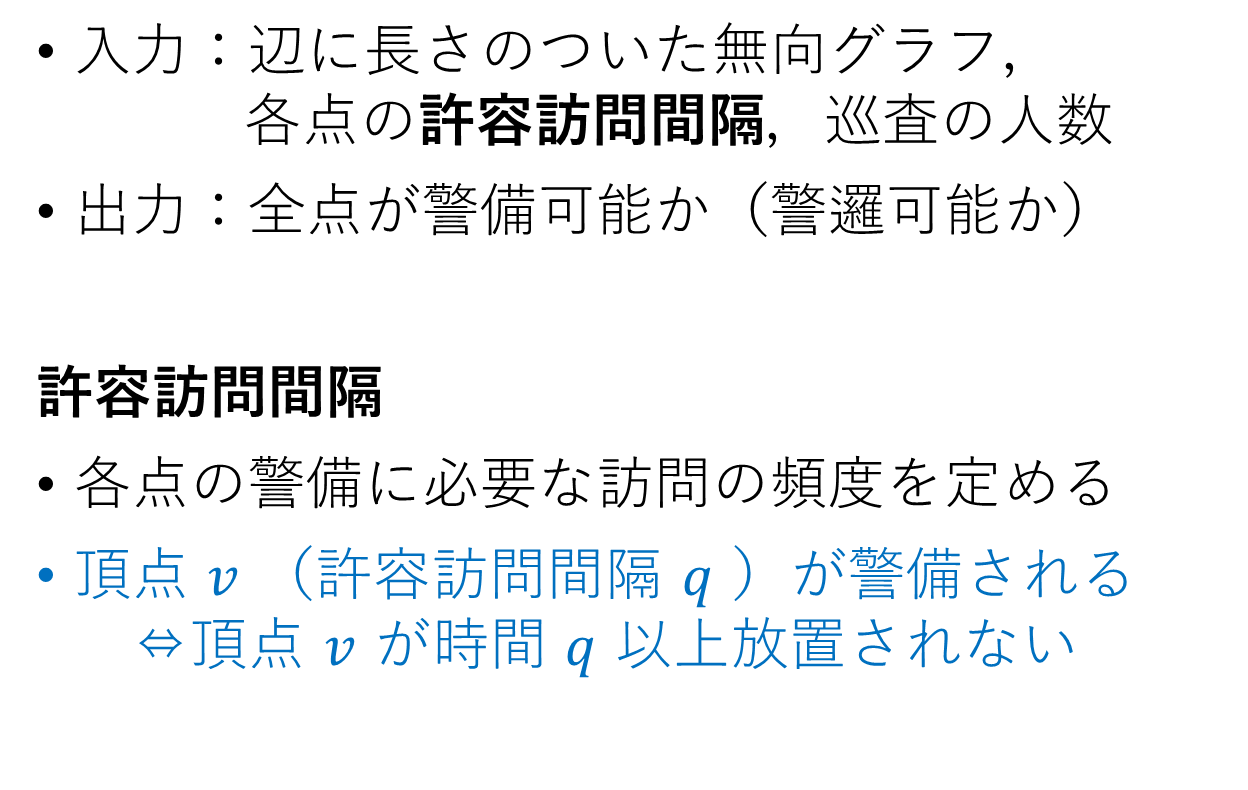 • 入力：辺に長さのついた無向グラフ，
各点の許容訪問間隔， 巡査の人数
• 出力：全点が警備可能か（警邏可能か）
許容訪問間隔
• 各点の警備に必要な訪問の頻度を定める
• 頂点 v （許容訪問間隔 q ）が警備される
⇔頂点 v が時間 q 以上放置されない